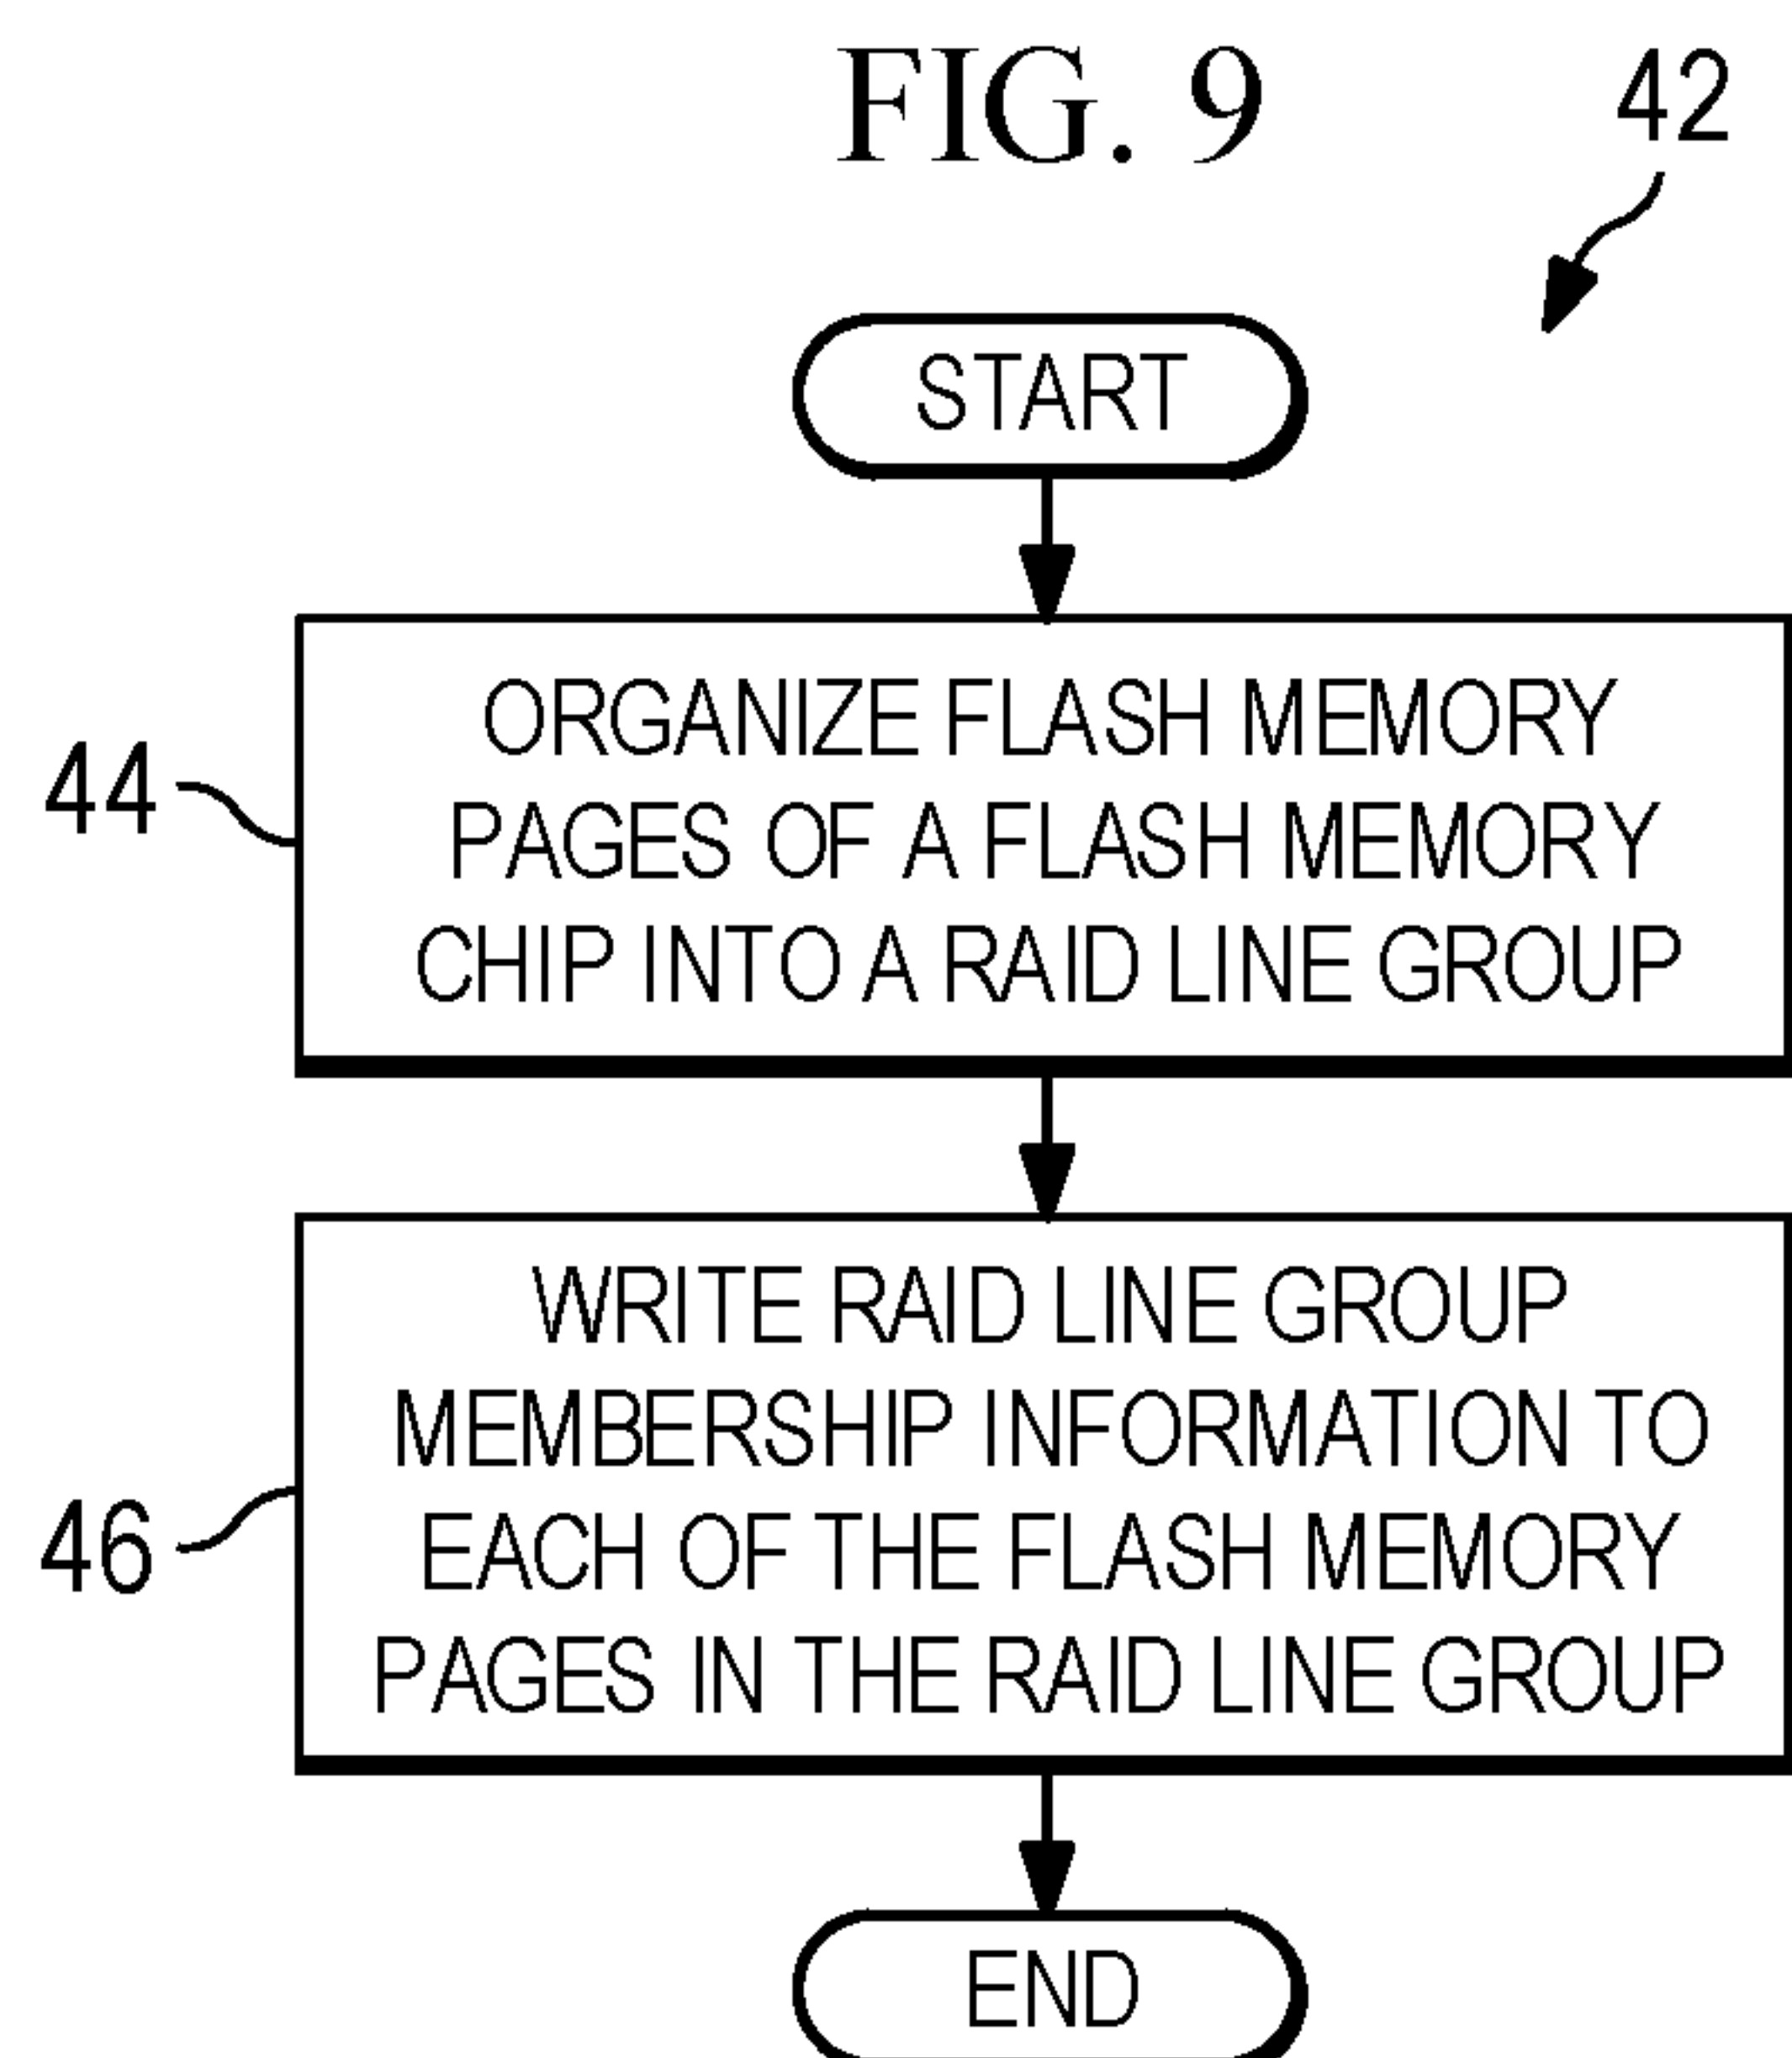 FIG. 9
42
START
44
ORGANIZE FLASH MEMORY
PAGES OF A FLASH MEMORY
CHIP INTO A RAID LINE GROUP
46
WRITE RAID LINE GROUP
MEMBERSHIP INFORMATION TO
EACH OF THE FLASH MEMORY
PAGES IN THE RAID LINE GROUP
END